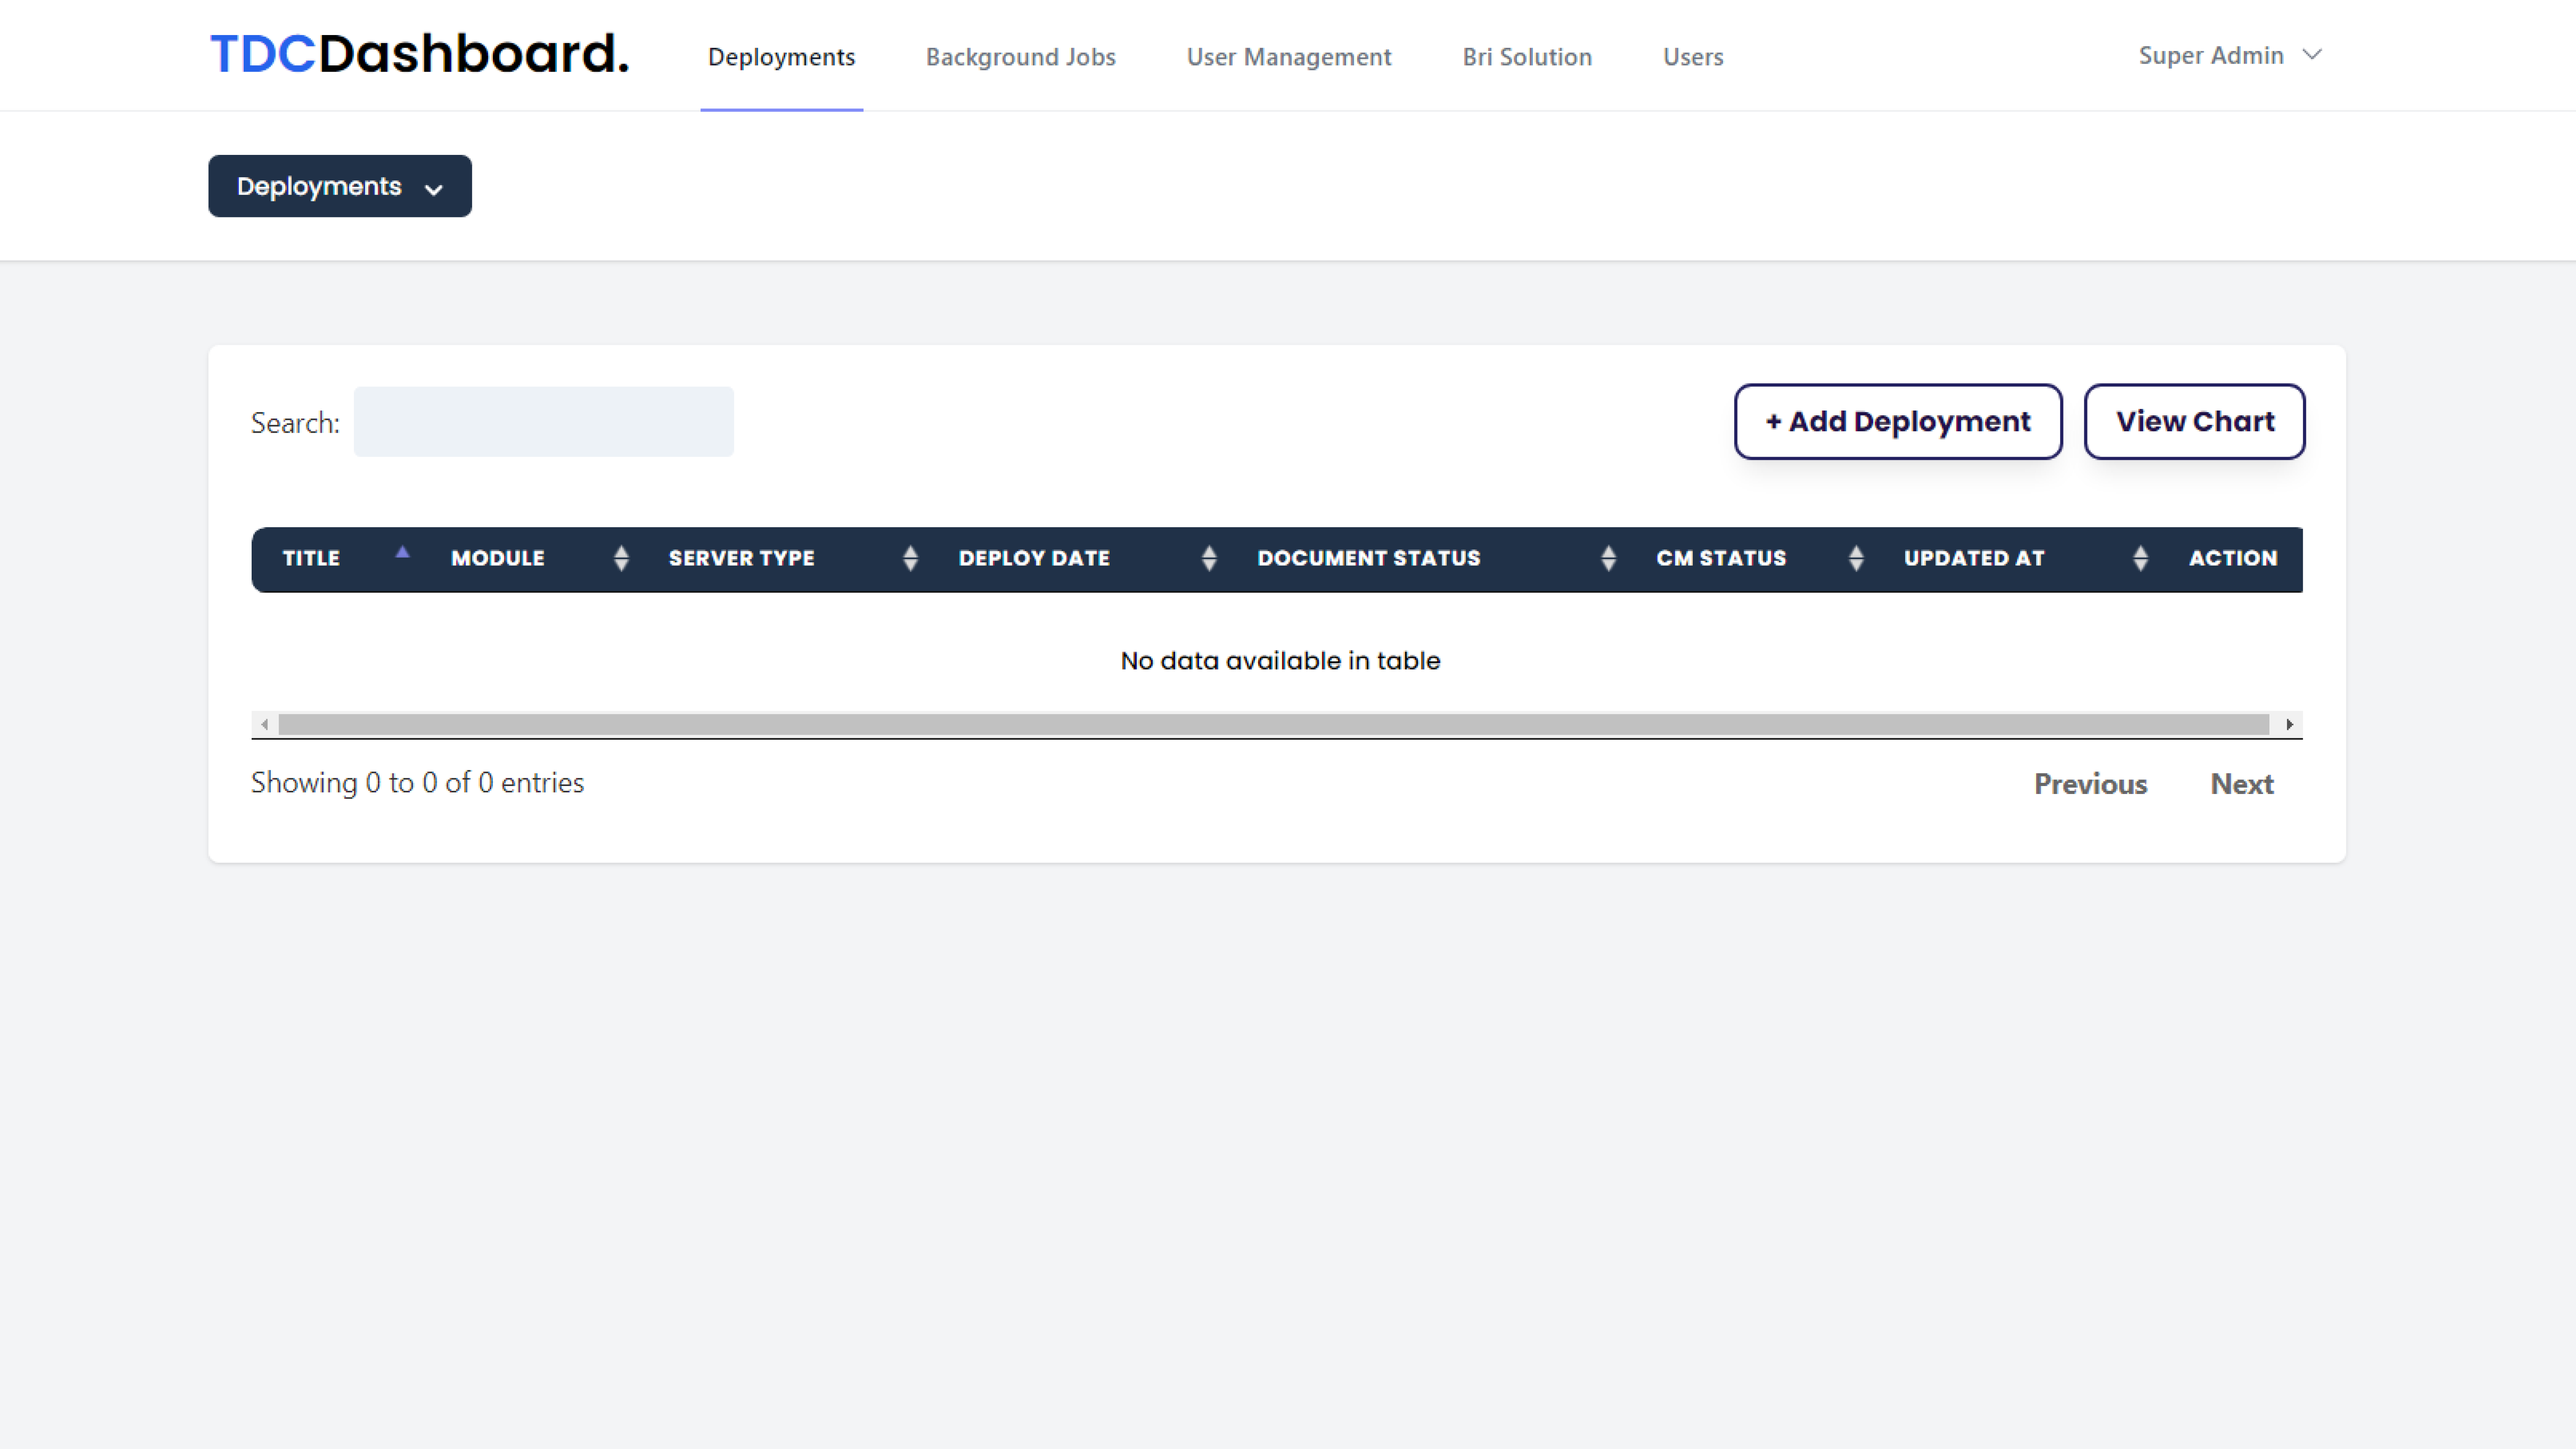 TDCDashboard. Deployments Background Jobs User Management Bri Solution Users Super Admin
Deployments
Search: + Add Deployment View Chart
TITLE MODULE SERVER TYPE DEPLOY DATE DOCUMENT STATUS CM STATUS UPDATED AT ACTION
No data available in table
Showing 0 to 0 of 0 entries Previous Next